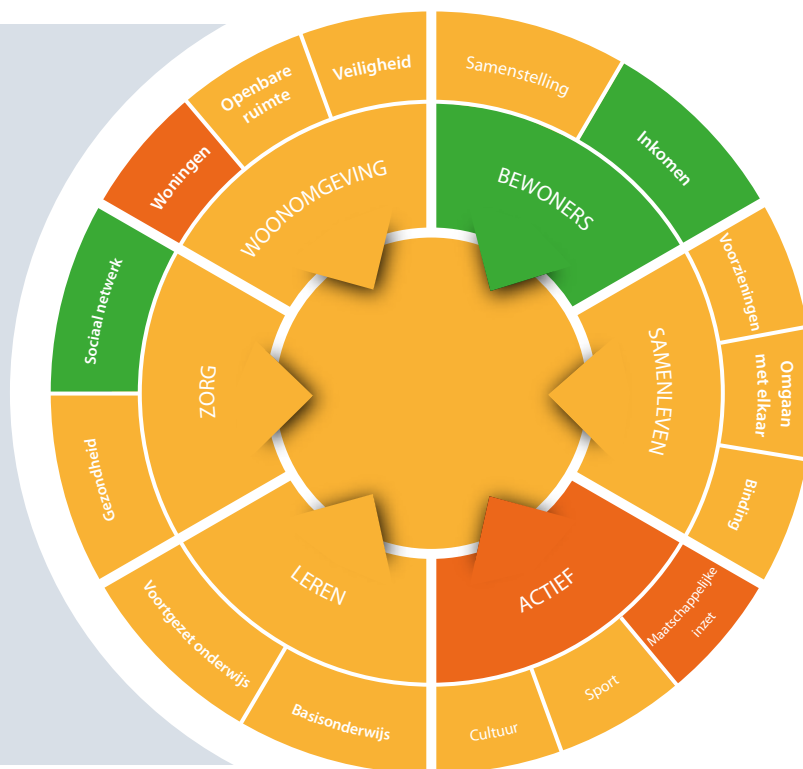 Samenstelling
Inkomen
BEWONERS
Voorzieningen
Omgaan
met elkaar
Binding
SAMENLEVEN
Maatschappelijke
inzet
Sport
Cultuur
ACTIEF
Basisonderwijs
Voortgezet onderwijs
LEREN
Gezondheid
Sociaal netwerk
ZORG
Woningen
Openbare
ruimte
Veiligheid
WOONOMGEVING